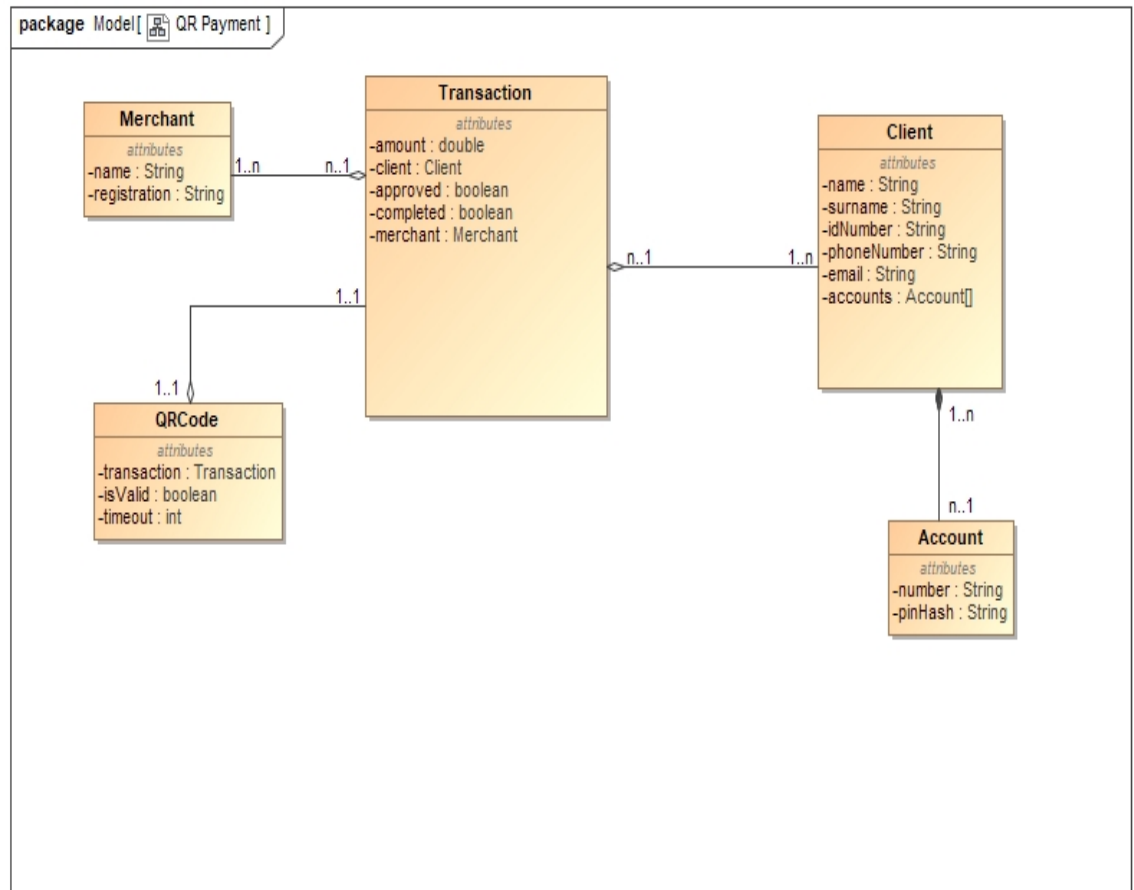 package Model[ QR Payment ]
Merchant
attributes
-name : String
-registration : String
1..n
n..1
Transaction
attributes
-amount : double
-client : Client
-approved : boolean
-completed : boolean
-merchant : Merchant
n..1
1..n
Client
attributes
-name : String
-surname : String
-idNumber : String
-phoneNumber : String
-email : String
-accounts : Account[]
1..1
1..1
QRCode
attributes
-transaction : Transaction
-isValid : boolean
-timeout : int
1..n
n..1
Account
attributes
-number : String
-pinHash : String